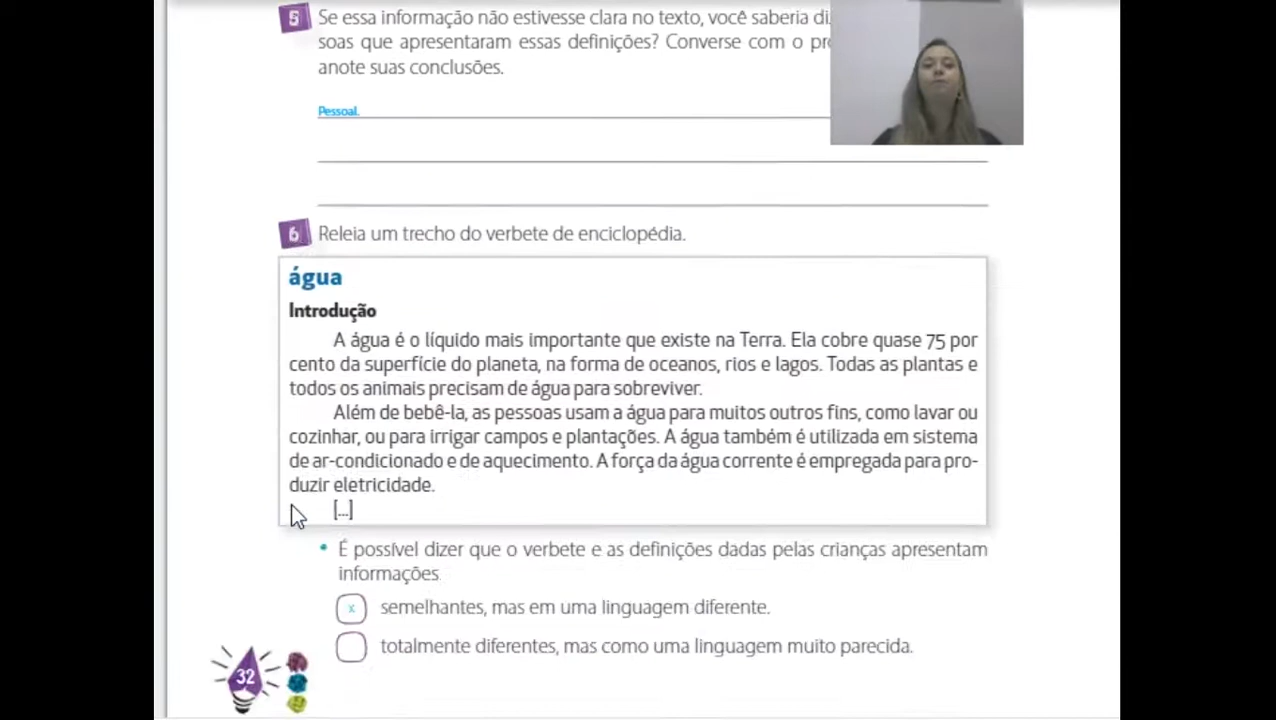 5 Se essa informação não estivesse clara no texto, você saberia
soas que apresentaram essas definições? Converse com o
anote suas conclusões.
Pessoal.
6 Releia um trecho do verbete de enciclopédia.
água
Introdução
A água é o líquido mais importante que existe na Terra. Ela cobre quase 75 por
cento da superfície do planeta, na forma de oceanos, rios e lagos. Todas as plantas e
todos os animais precisam de água para sobreviver.
Além de bebê-la, as pessoas usam a água para muitos outros fins, como lavar ou
cozinhar, ou para irrigar campos e plantações. A água também é utilizada em sistema
de ar-condicionado e de aquecimento. A força da água corrente é empregada para pro-
duzir eletricidade.
[...]
• É possível dizer que o verbete e as definições dadas pelas crianças apresentam
informações
x semelhantes, mas em uma linguagem diferente.
totalmente diferentes, mas como uma linguagem muito parecida.
32